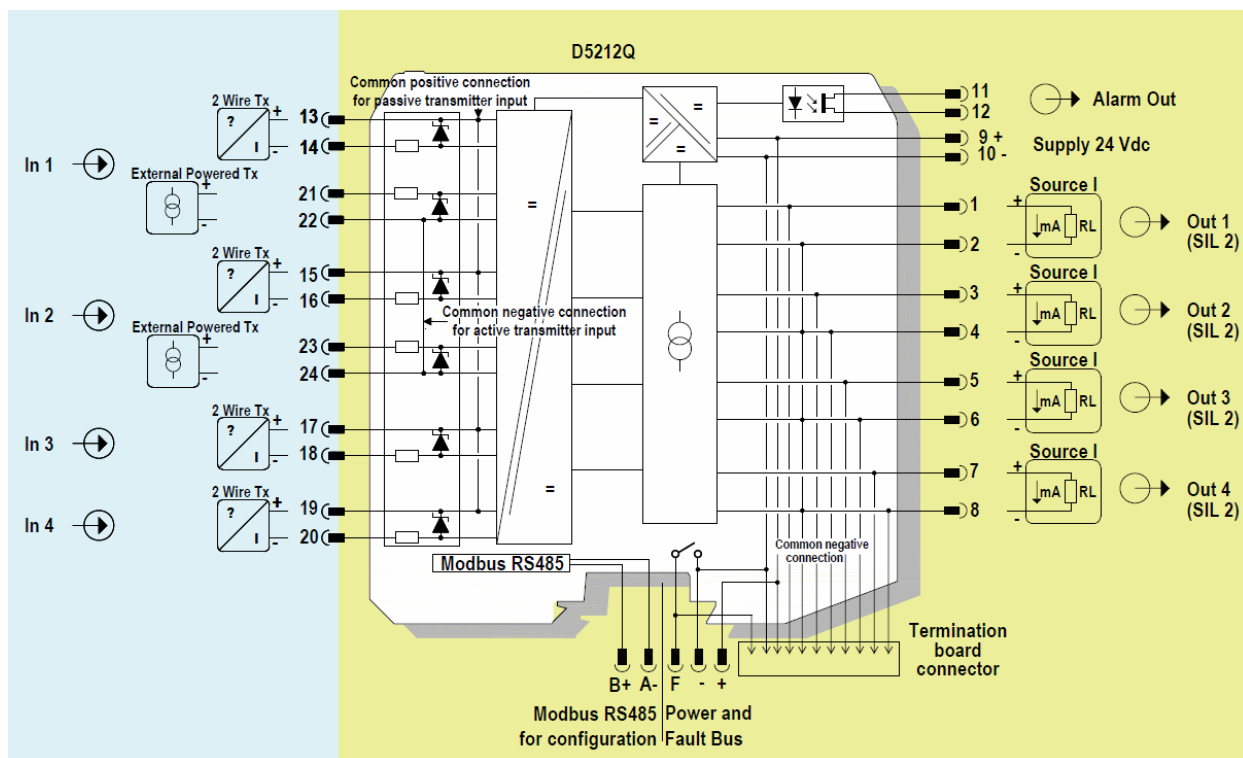 D5212Q
Common positive connection
for passive transmitter input
2 Wire Tx
?
I
+
-
13
14
In 1
External Powered Tx
+
-
21
22
2 Wire Tx
?
I
+
-
15
16
In 2
Common negative connection
for active transmitter input
External Powered Tx
+
-
23
24
2 Wire Tx
?
I
+
-
17
18
In 3
2 Wire Tx
?
I
+
-
19
20
In 4
=
=
=
=
=
11
12
Alarm Out
9 +
10 -
Supply 24 Vdc
1
2
Source I
+
-
mA
RL
Out 1
(SIL 2)
3
4
Source I
+
-
mA
RL
Out 2
(SIL 2)
5
6
Source I
+
-
mA
RL
Out 3
(SIL 2)
7
8
Source I
+
-
mA
RL
Out 4
(SIL 2)
Common negative
connection
Modbus RS485
Termination
board
connector
B+ A- F - +
Modbus RS485
for configuration
Power and
Fault Bus